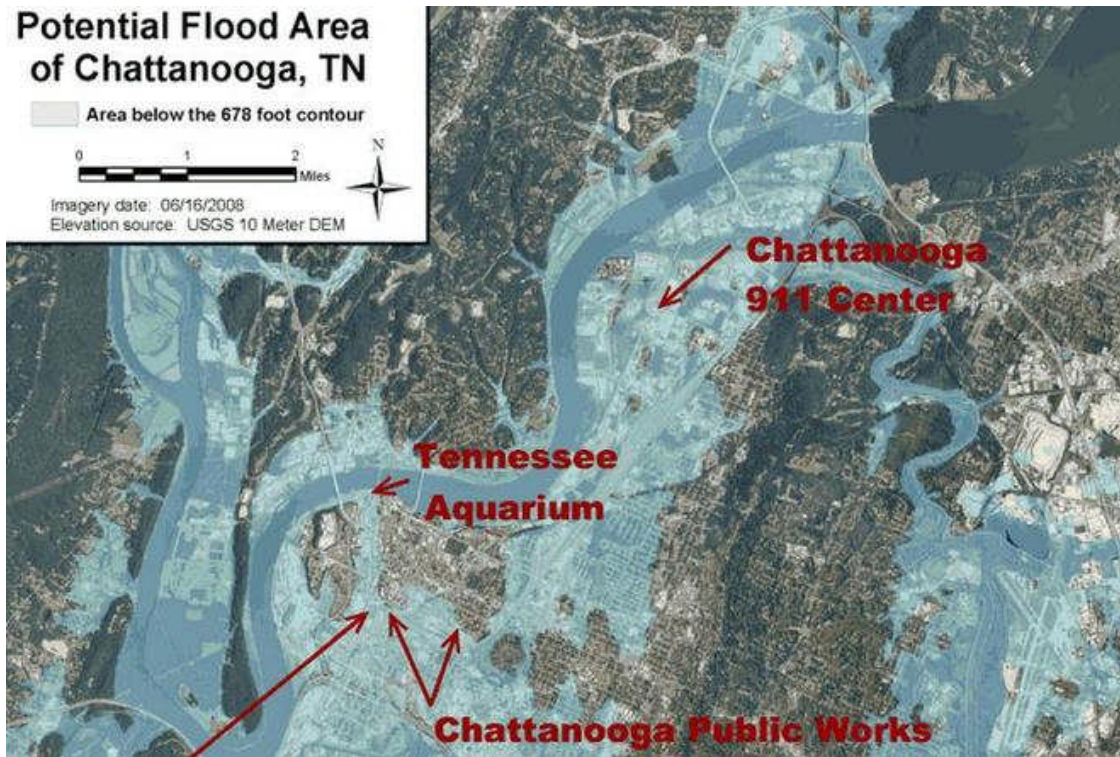 Potential Flood Area
of Chattanooga, TN
Area below the 678 foot contour
0 1 2
Miles
N
Imagery date: 06/16/2008
Elevation source: USGS 10 Meter DEM
Chattanooga
911 Center
Tennessee
Aquarium
Chattanooga Public Works